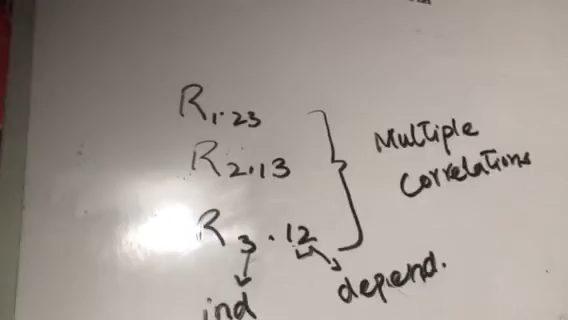 R1.23
R2.13
R3.12
Multiple
Correlations
ind
depend.